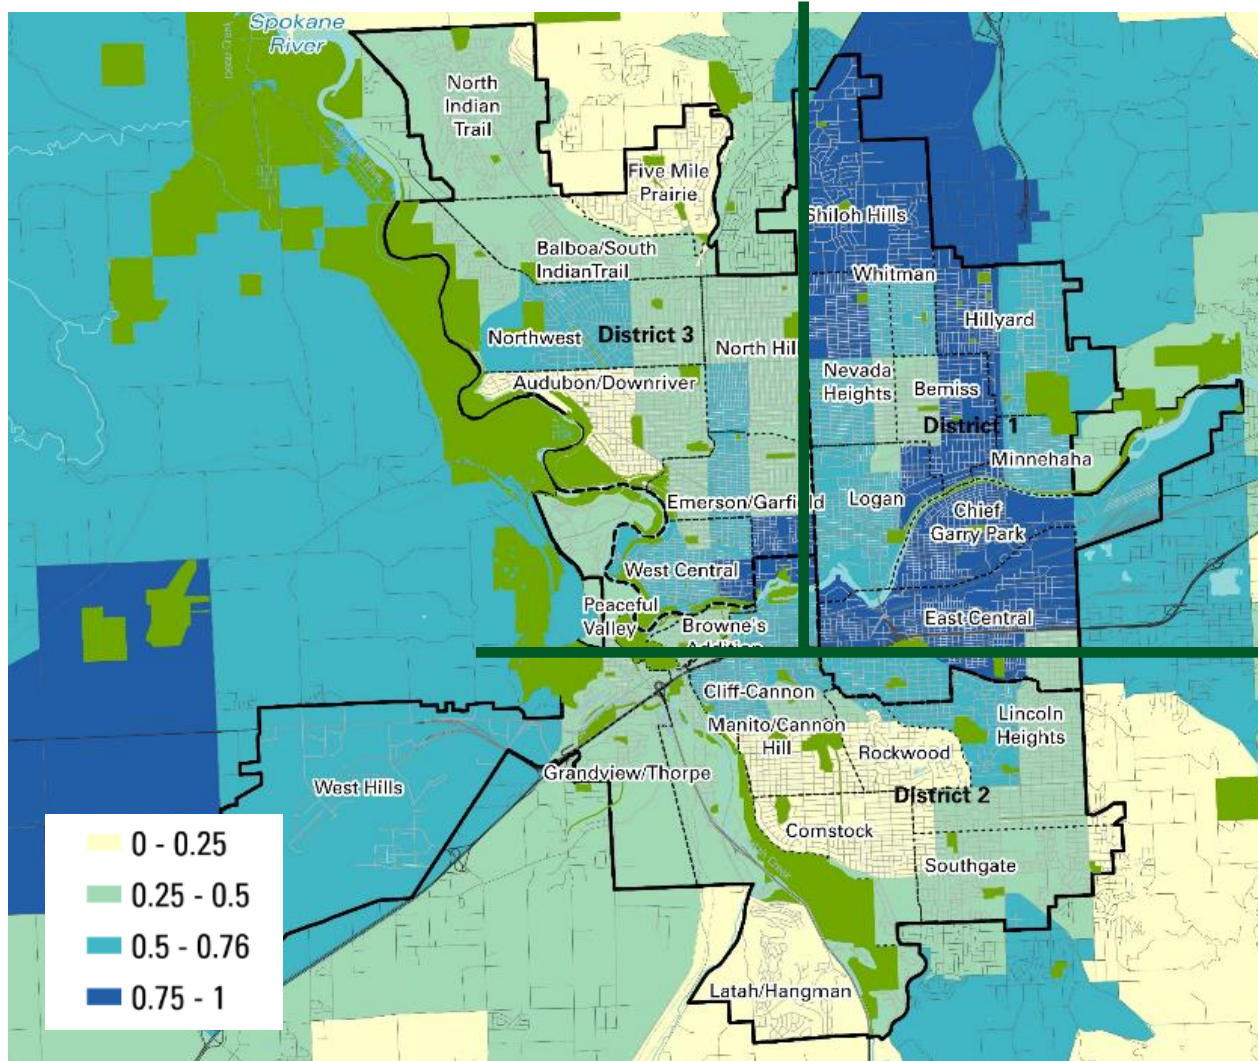 Spokane
River
North
Indian
Trail
Five Mile
Prairie
Shiloh Hills
Balboa/South
IndianTrail
Whitman
Hillyard
Northwest
District 3
North Hill
Audubon/Downriver
Nevada
Heights
Bemiss
District 1
Minnehaha
Emerson/Garfield
Logan
Chief
Garry Park
West Central
Peaceful
Valley
Browne's
Addition
East Central
Cliff-Cannon
Manito/Cannon
Hill
Rockwood
Lincoln
Heights
West Hills
Grandview/Thorpe
District 2
Comstock
Southgate
Latah/Hangman
0 - 0.25
0.25 - 0.5
0.5 - 0.76
0.75 - 1